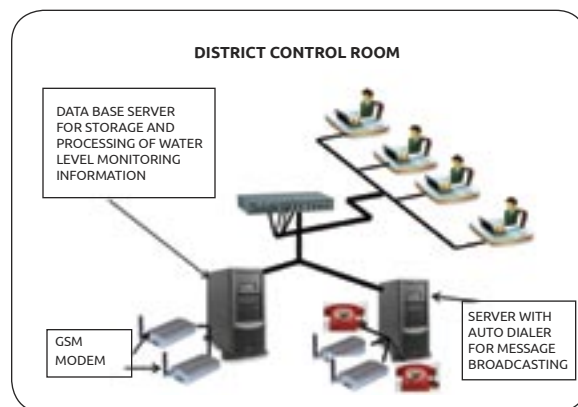 DISTRICT CONTROL ROOM
DATA BASE SERVER
FOR STORAGE AND
PROCESSING OF WATER
LEVEL MONITORING
INFORMATION
GSM
MODEM
SERVER WITH
AUTO DIALER
FOR MESSAGE
BROADCASTING